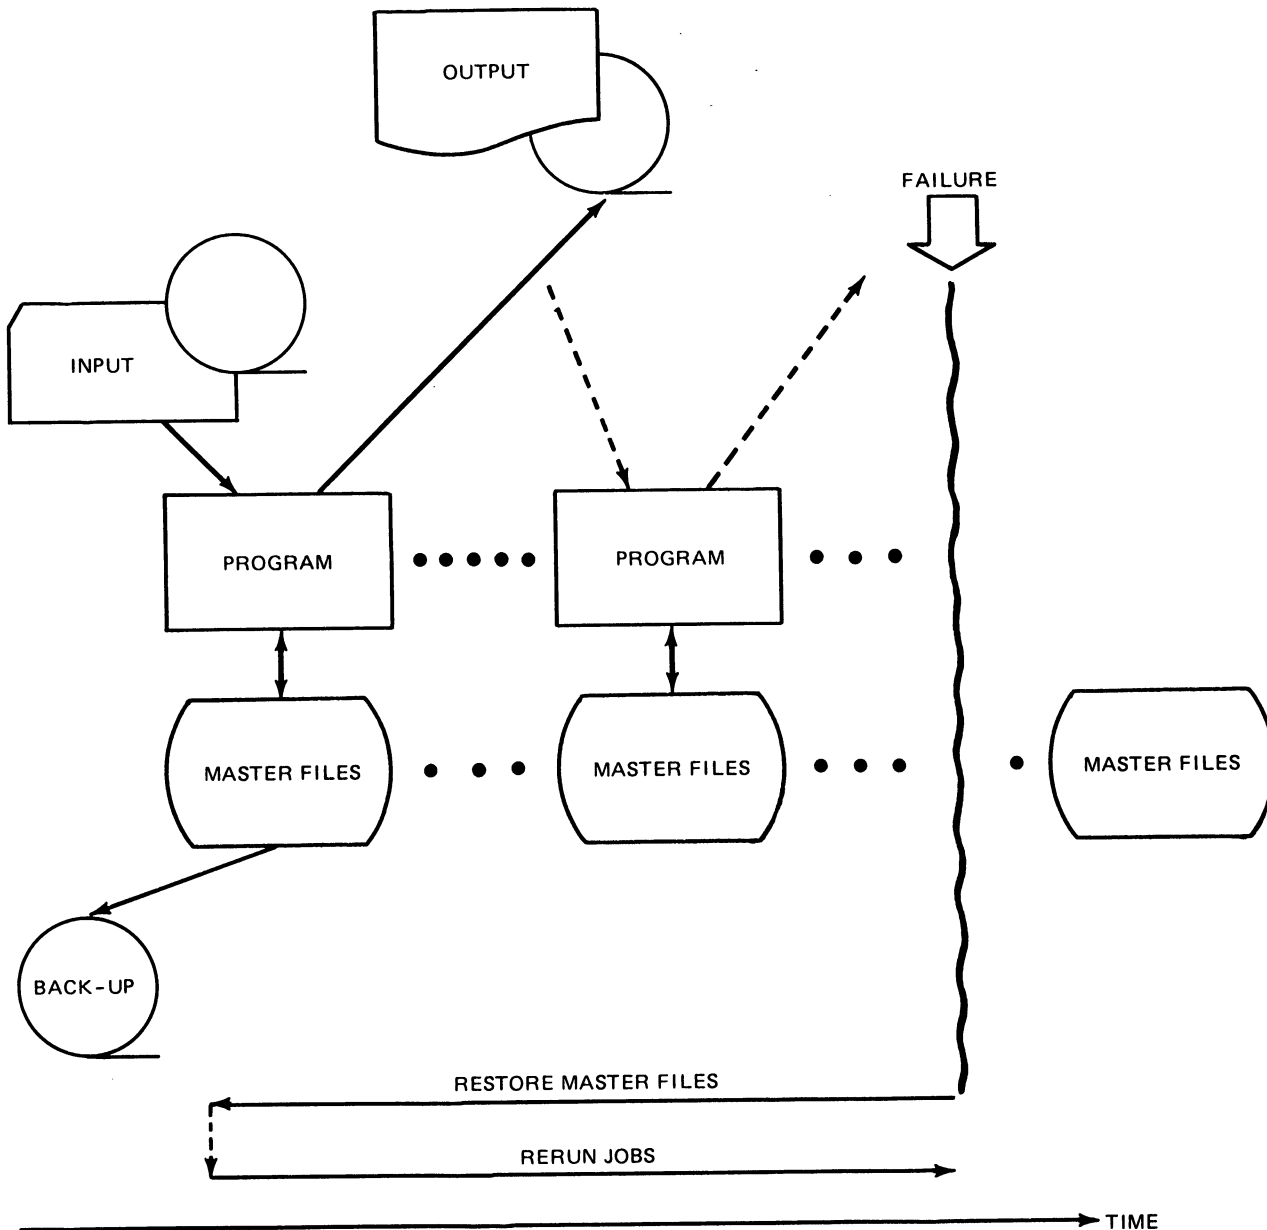 OUTPUT
FAILURE
INPUT
PROGRAM
PROGRAM
MASTER FILES
MASTER FILES
MASTER FILES
BACK-UP
RESTORE MASTER FILES
RERUN JOBS
TIME